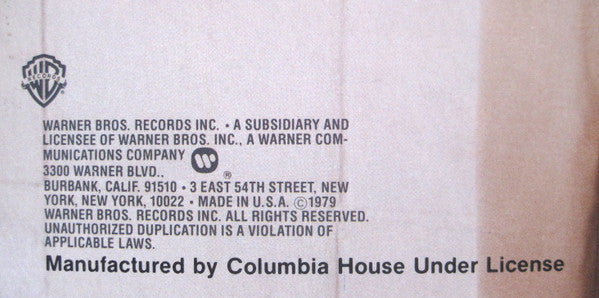 WB
RECORDS
WARNER BROS. RECORDS INC. • A SUBSIDIARY AND
LICENSEE OF WARNER BROS. INC., A WARNER COM-
MUNICATIONS COMPANY
3300 WARNER BLVD..
BURBANK, CALIF. 91510 • 3 EAST 54TH STREET, NEW
YORK, NEW YORK, 10022 • MADE IN U.S.A. ©1979
WARNER BROS. RECORDS INC. ALL RIGHTS RESERVED.
UNAUTHORIZED DUPLICATION IS A VIOLATION OF
APPLICABLE LAWS.
Manufactured by Columbia House Under License